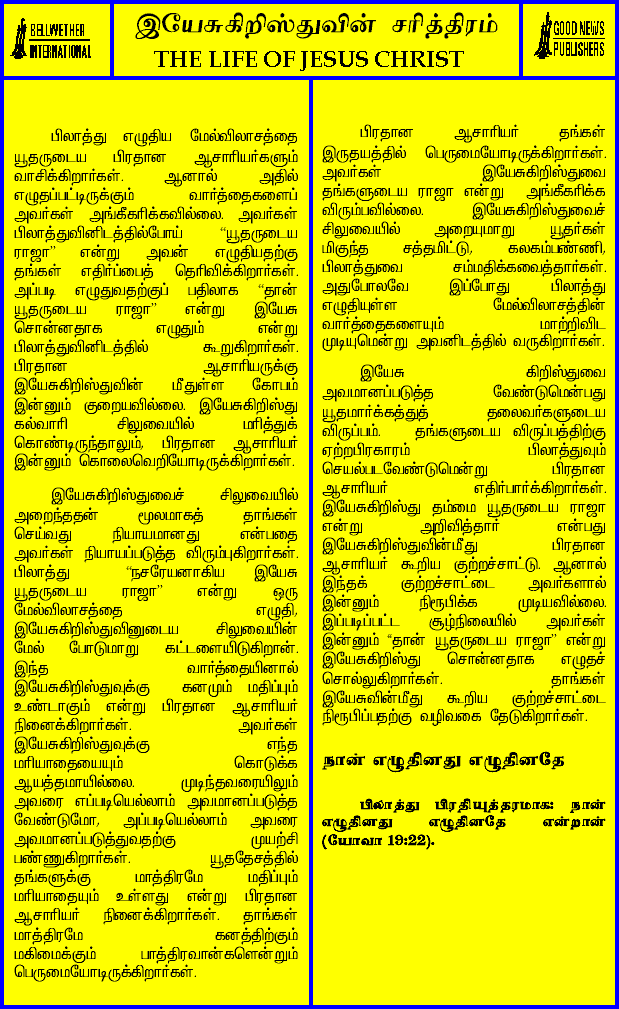 BELLWETHER
INTERNATIONAL
இயேசுகிறிஸ்துவின் சரித்திரம்
THE LIFE OF JESUS CHRIST
GOOD NEWS
PUBLISHERS
பிலாத்து எழுதிய மேல்விலாசத்தை
யூதருடைய பிரதான ஆசாரியர்களும்
வாசிக்கிறார்கள். ஆனால் அதில்
எழுதப்பட்டிருக்கும் வார்த்தைகளைப்
அவர்கள் அங்கீகரிக்கவில்லை. அவர்கள்
பிலாத்துவினிடத்தில்போய் “யூதருடைய
ராஜா” என்று அவன் எழுதியதற்கு
தங்கள் எதிர்ப்பைத் தெரிவிக்கிறார்கள்.
அப்படி எழுதுவதற்குப் பதிலாக “தான்
யூதருடைய ராஜா” என்று இயேசு
சொன்னதாக எழுதும் என்று
பிலாத்துவினிடத்தில் கூறுகிறார்கள்.
பிரதான ஆசாரியருக்கு
இயேசுகிறிஸ்துவின் மீதுள்ள கோபம்
இன்னும் குறையவில்லை. இயேசுகிறிஸ்து
கல்வாரி சிலுவையில் மரித்துக்
கொண்டிருந்தாலும், பிரதான ஆசாரியர்
இன்னும் கொலைவெறியோடிருக்கிறார்கள்.
இயேசுகிறிஸ்துவைச் சிலுவையில்
அறைந்ததன் மூலமாகத் தாங்கள்
செய்வது நியாயமானது என்பதை
அவர்கள் நியாயப்படுத்த விரும்புகிறார்கள்.
பிலாத்து “நசரேயனாகிய இயேசு
யூதருடைய ராஜா” என்று ஒரு
மேல்விலாசத்தை எழுதி,
இயேசுகிறிஸ்துவினுடைய சிலுவையின்
மேல் போடுமாறு கட்டளையிடுகிறான்.
இந்த வார்த்தையினால்
இயேசுகிறிஸ்துவுக்கு கனமும் மதிப்பும்
உண்டாகும் என்று பிரதான ஆசாரியர்
நினைக்கிறார்கள். அவர்கள்
இயேசுகிறிஸ்துவுக்கு எந்த
மரியாதையையும் கொடுக்க
ஆயத்தமாயில்லை. முடிந்தவரையிலும்
அவரை எப்படியெல்லாம் அவமானப்படுத்த
வேண்டுமோ, அப்படியெல்லாம் அவரை
அவமானப்படுத்துவதற்கு முயற்சி
பண்ணுகிறார்கள். யூததேசத்தில்
தங்களுக்கு மாத்திரமே மதிப்பும்
மரியாதையும் உள்ளது என்று பிரதான
ஆசாரியர் நினைக்கிறார்கள். தாங்கள்
மாத்திரமே கனத்திற்கும்
மகிமைக்கும் பாத்திரவான்களென்றும்
பெருமையோடிருக்கிறார்கள்.
பிரதான ஆசாரியர் தங்கள்
இருதயத்தில் பெருமையோடிருக்கிறார்கள்.
அவர்கள் இயேசுகிறிஸ்துவை
தங்களுடைய ராஜா என்று அங்கீகரிக்க
விரும்பவில்லை. இயேசுகிறிஸ்துவைச்
சிலுவையில் அறையுமாறு யூதர்கள்
மிகுந்த சத்தமிட்டு, கலகம்பண்ணி,
பிலாத்துவை சம்மதிக்கவைத்தார்கள்.
அதுபோலவே இப்போது பிலாத்து
எழுதியுள்ள மேல்விலாசத்தின்
வார்த்தைகளையும் மாற்றிவிட
முடியுமென்று அவனிடத்தில் வருகிறார்கள்.
இயேசு கிறிஸ்துவை
அவமானப்படுத்த வேண்டுமென்பது
யூதமார்க்கத்துத் தலைவர்களுடைய
விருப்பம். தங்களுடைய விருப்பத்திற்கு
ஏற்றபிரகாரம் பிலாத்துவும்
செயல்படவேண்டுமென்று பிரதான
ஆசாரியர் எதிர்பார்க்கிறார்கள்.
இயேசுகிறிஸ்து தம்மை யூதருடைய ராஜா
என்று அறிவித்தார் என்பது
இயேசுகிறிஸ்துவின்மீது பிரதான
ஆசாரியர் கூறிய குற்றச்சாட்டு. ஆனால்
இந்தக் குற்றச்சாட்டை அவர்களால்
இன்னும் நிரூபிக்க முடியவில்லை.
இப்படிப்பட்ட சூழ்நிலையில் அவர்கள்
இன்னும் “தான் யூதருடைய ராஜா” என்று
இயேசுகிறிஸ்து சொன்னதாக எழுதச்
சொல்லுகிறார்கள். தாங்கள்
இயேசுவின்மீது கூறிய குற்றச்சாட்டை
நிரூபிப்பதற்கு வழிவகை தேடுகிறார்கள்.
நான் எழுதினது எழுதினதே
பிலாத்து பிரதியுத்தரமாக: நான்
எழுதினது எழுதினதே என்றான்
(யோவா 19:22).